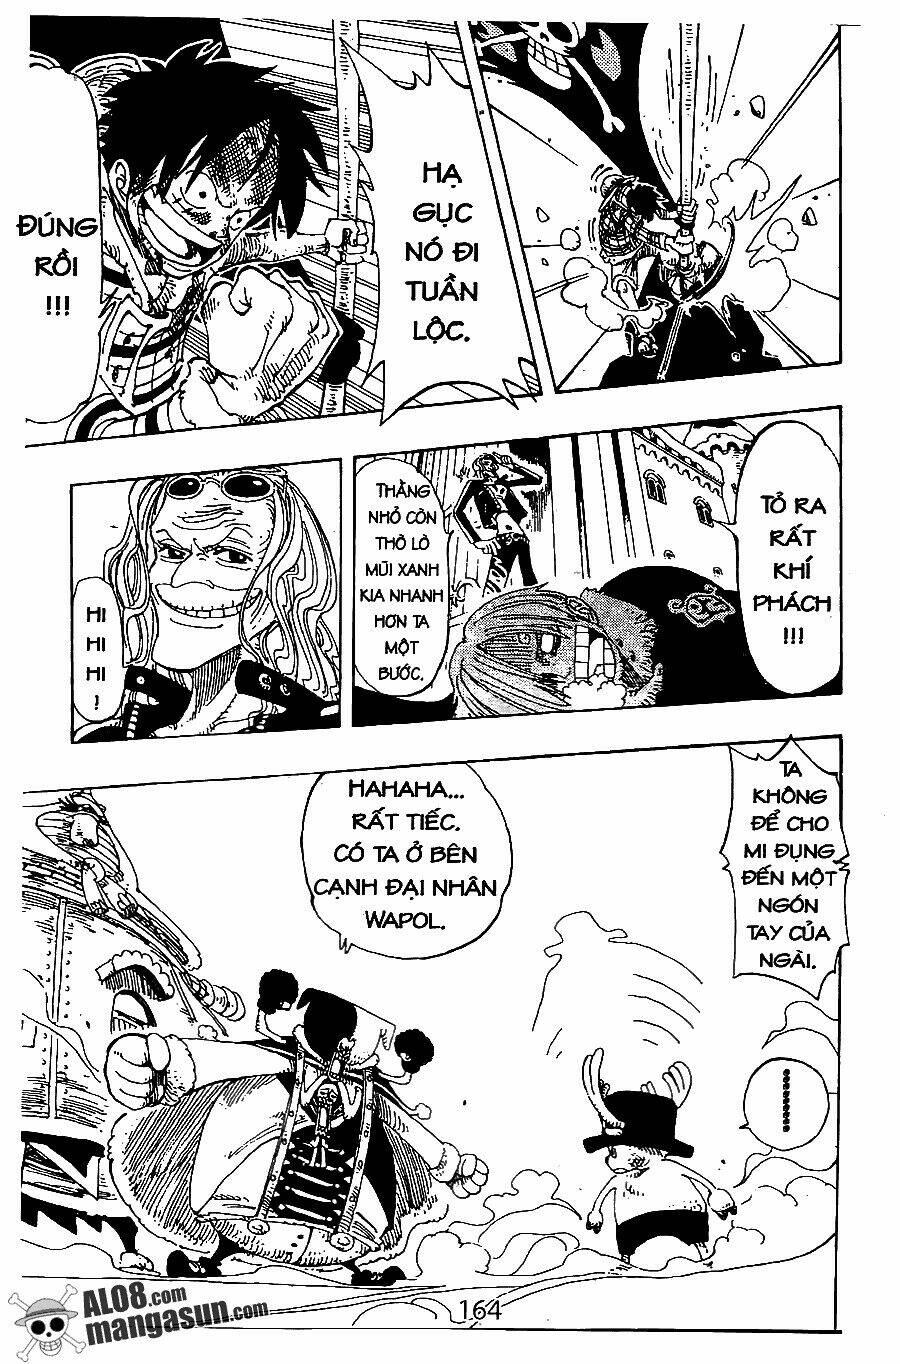 HẠ
GỤC
NÓ ĐI
TUẦN
LỘC.
ĐÚNG
RỒI
!!!
TỎ RA
RẤT
KHÍ
PHÁCH
!!!
THẰNG
NHỎ CÒN
THÒ LÒ
MŨI XANH
KIA NHANH
HƠN TA
MỘT
BƯỚC.
HI
HI
HI
!
TA
KHÔNG
ĐỂ CHO
MI ĐỤNG
ĐẾN MỘT
NGÓN
TAY CỦA
NGÀI.
HAHAHA...
RẤT TIẾC.
CÓ TA Ở BÊN
CẠNH ĐẠI NHÂN
WAPOL.
.........
164
ALO8.com
mangasun.com